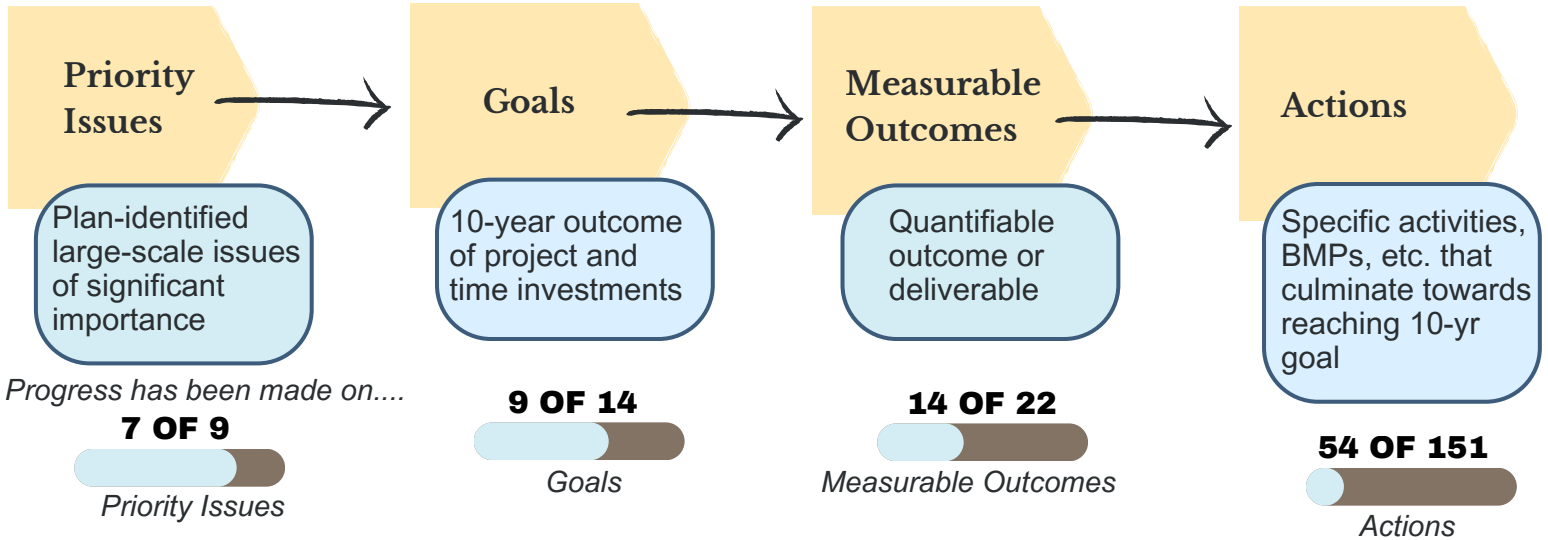 Priority
Issues
Plan-identified
large-scale issues
of significant
importance
Progress has been made on....
7 OF 9
Priority Issues
Goals
10-year outcome
of project and
time investments
9 OF 14
Goals
Measurable
Outcomes
Quantifiable
outcome or
deliverable
14 OF 22
Measurable Outcomes
Actions
Specific activities,
BMPs, etc. that
culminate towards
reaching 10-yr
goal
54 OF 151
Actions